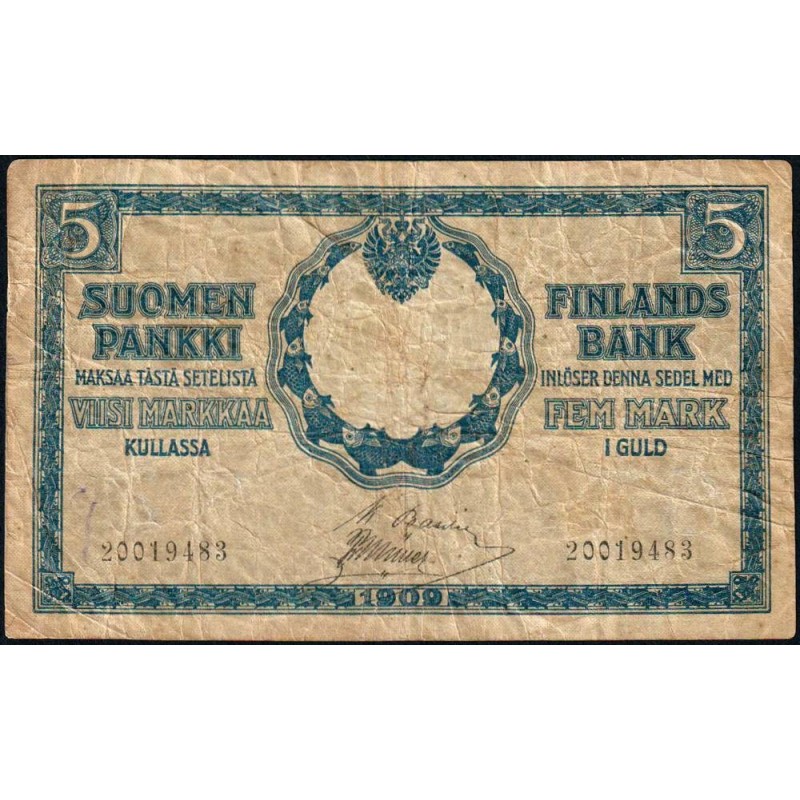 5
5
SUOMEN
PANKKI
MAKSAA TÄSTÄ SETELISTÄ
VIISI MARKKAA
KULLASSA
FINLANDS
BANK
INLÖSER DENNA SEDEL MED
FEM MARK
I GULD
20019483
20019483
1909